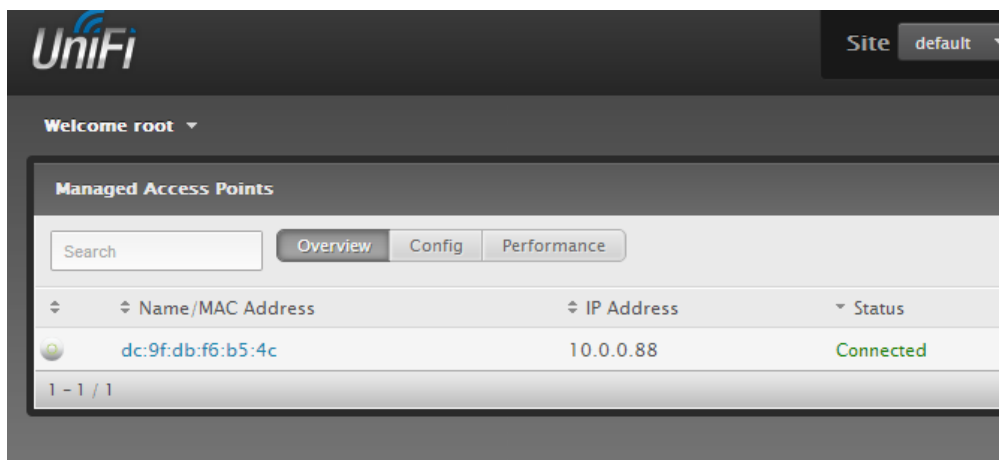 UniFi
Site default
Welcome root
Managed Access Points
Search Overview Config Performance
Name/MAC Address IP Address Status
dc:9f:db:f6:b5:4c 10.0.0.88 Connected
1 - 1 / 1